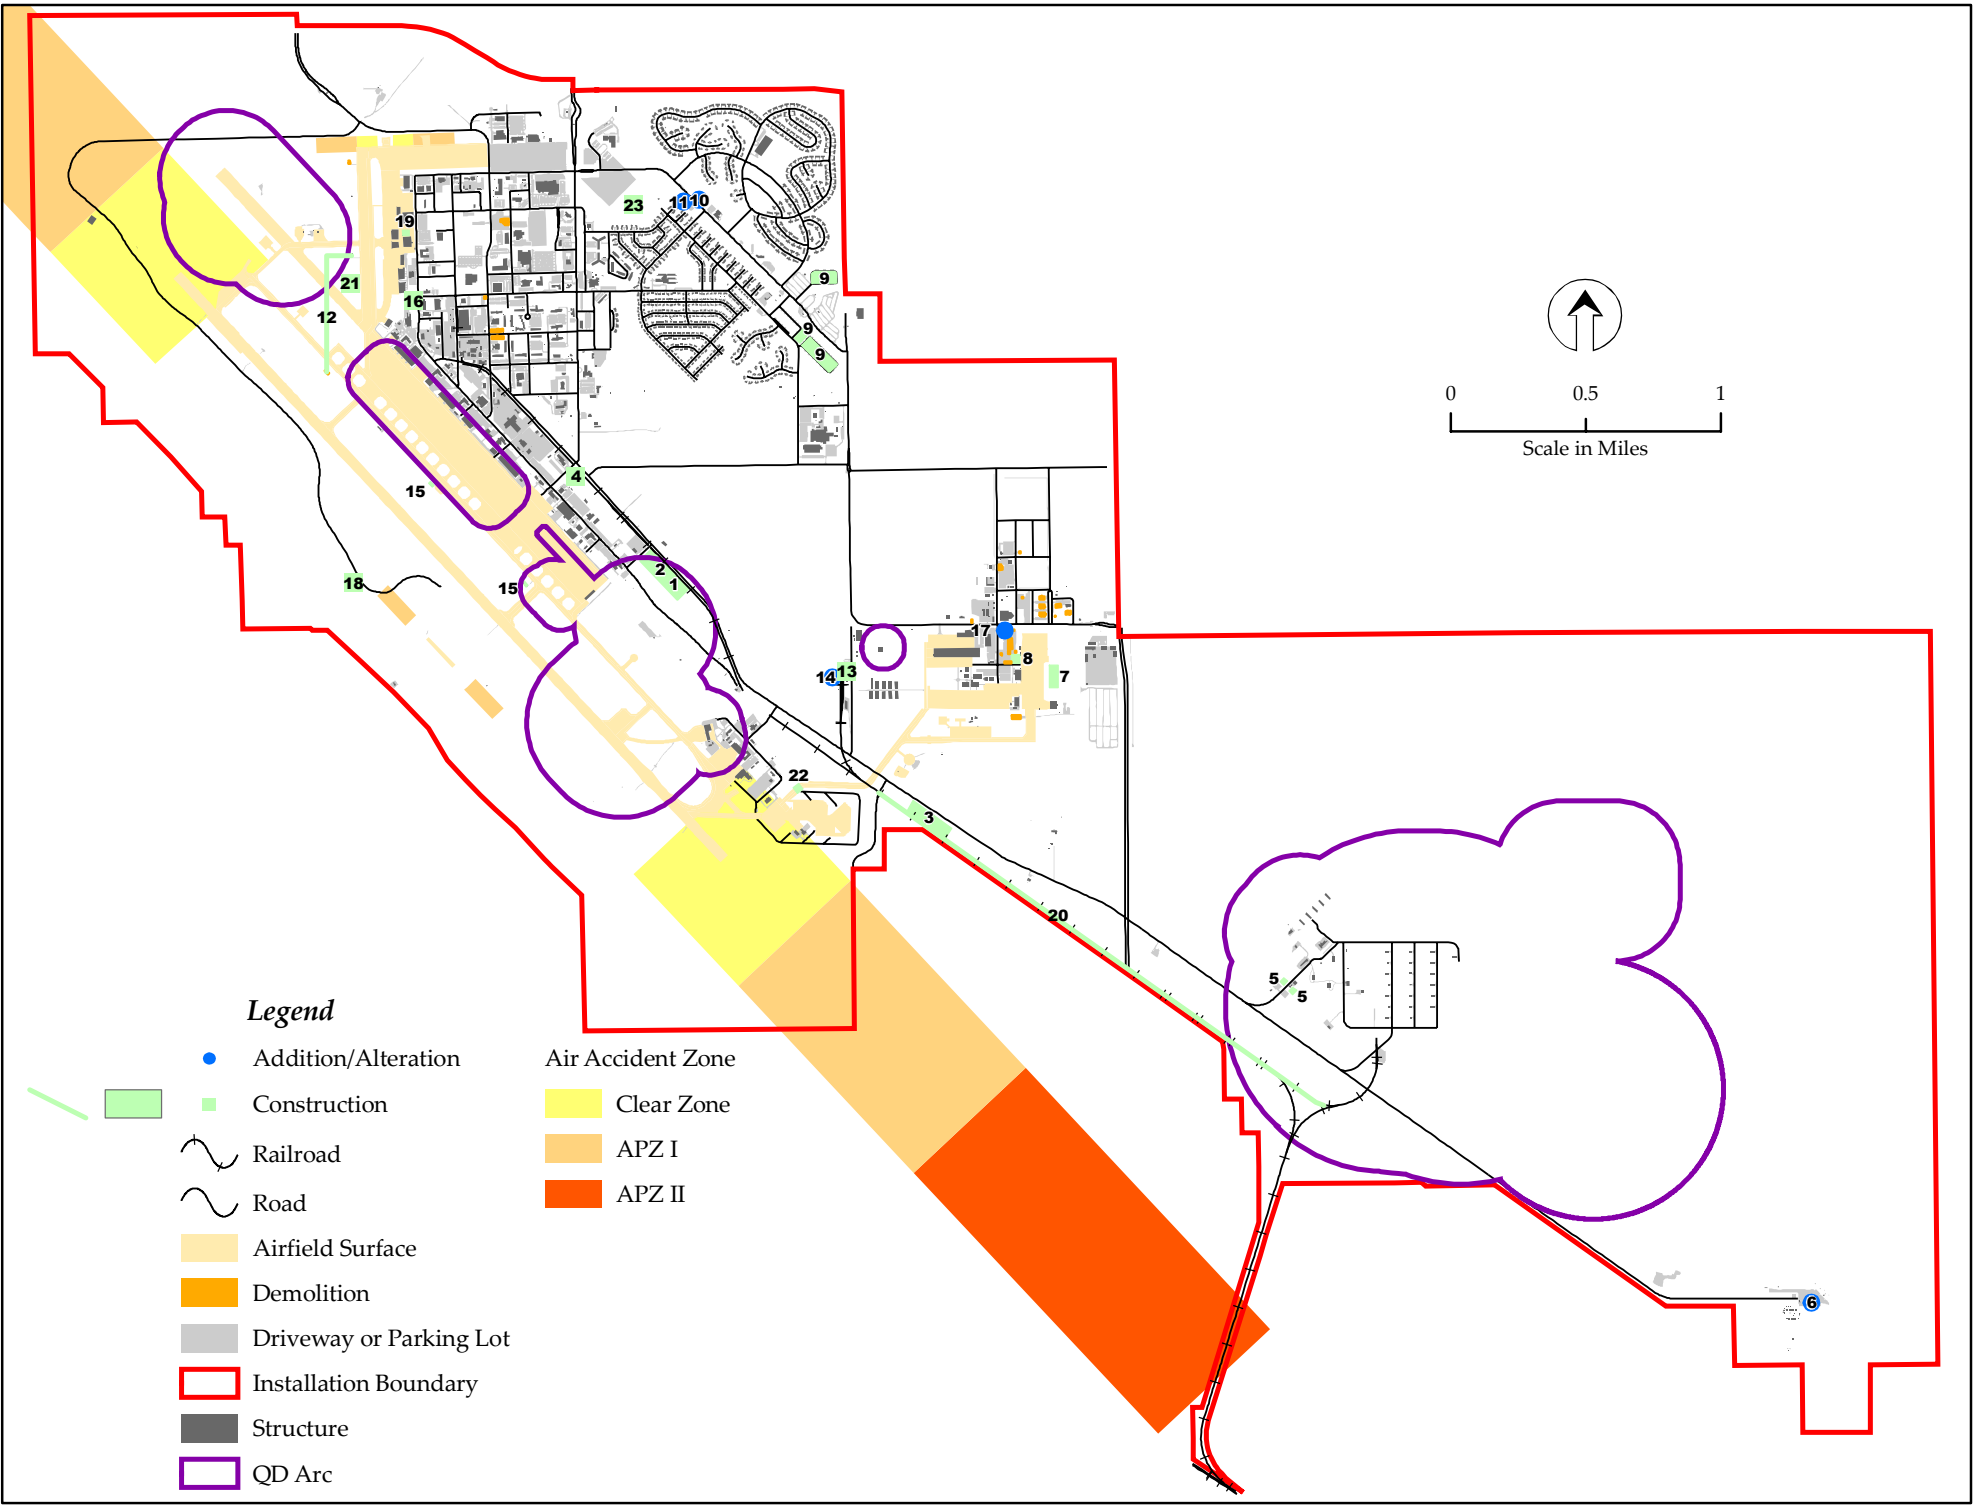 23
11
10
19
21
16
12
9
9
9
4
15
2
1
15
18
17
8
7
14
13
22
3
20
5
5
6
0 0.5 1
Scale in Miles
Legend
Addition/Alteration
Construction
Railroad
Road
Airfield Surface
Demolition
Driveway or Parking Lot
Installation Boundary
Structure
QD Arc
Air Accident Zone
Clear Zone
APZ I
APZ II